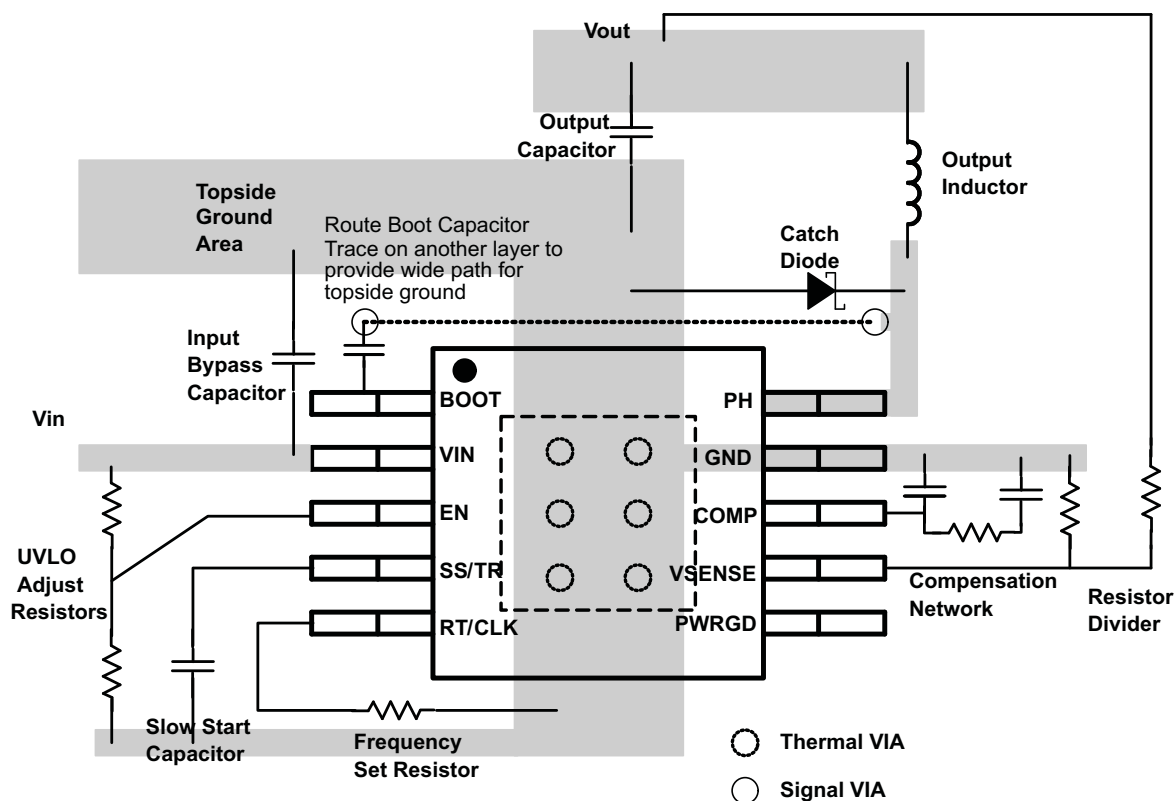 Vout
Output
Capacitor
Output
Inductor
Topside
Ground
Area
Route Boot Capacitor
Trace on another layer to
provide wide path for
topside ground
Catch
Diode
Input
Bypass
Capacitor
Vin
BOOT
VIN
EN
SS/TR
RT/CLK
PH
GND
COMP
VSENSE
PWRGD
UVLO
Adjust
Resistors
Compensation
Network
Resistor
Divider
Slow Start
Capacitor
Frequency
Set Resistor
Thermal VIA
Signal VIA